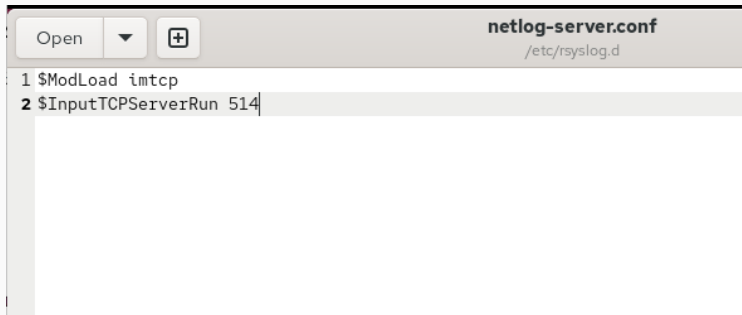 Open
netlog-server.conf
/etc/rsyslog.d
1 $ModLoad imtcp
2 $InputTCPServerRun 514